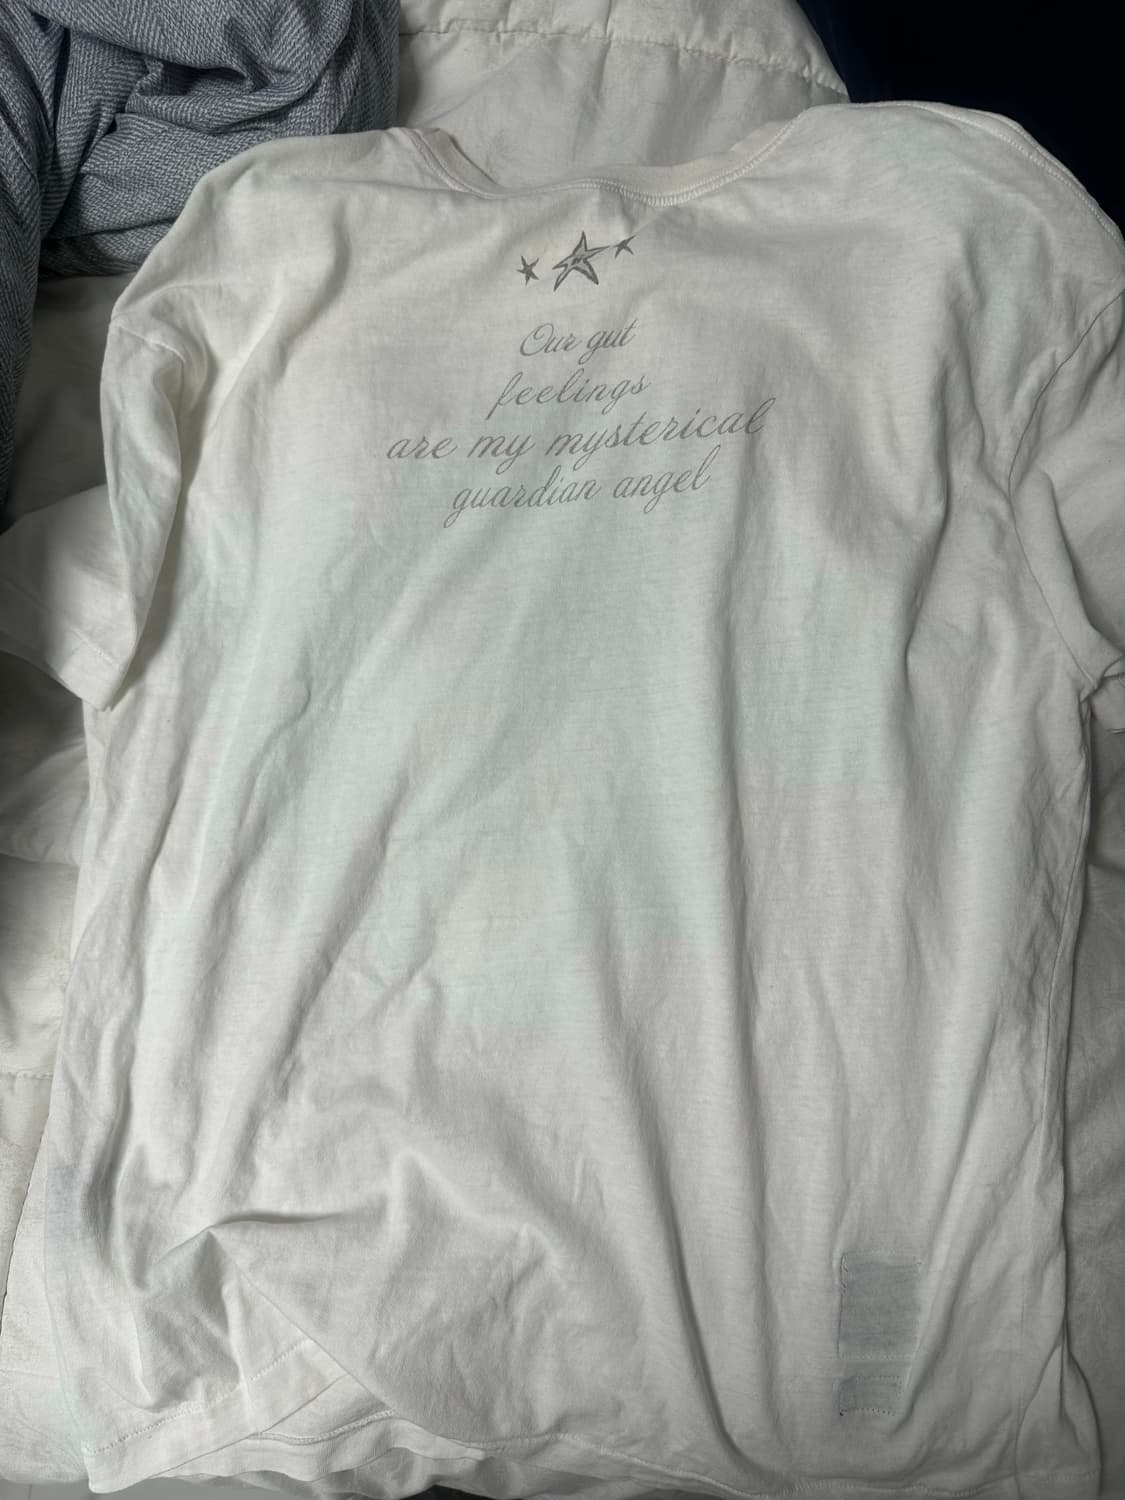 Our gut
feelings
are my mysterical
guardian angel